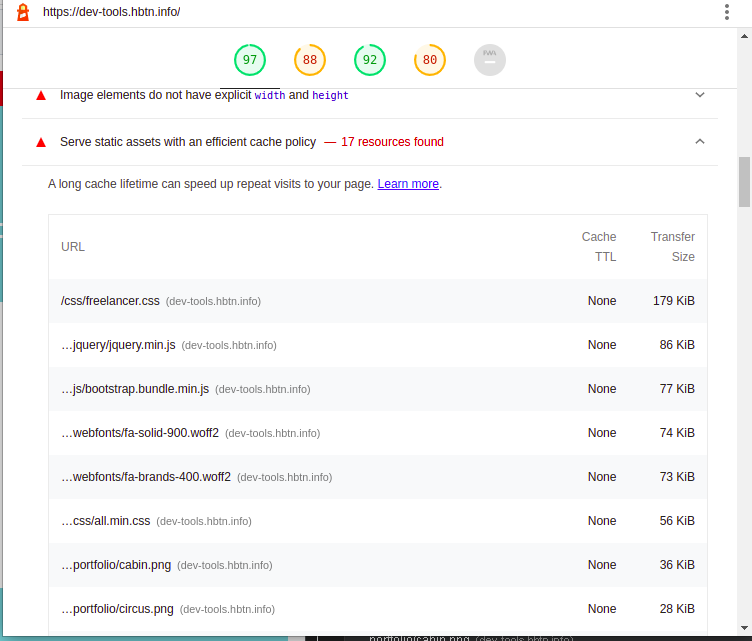 https://dev-tools.hbtn.info/
97 88 92 80 PWA
Image elements do not have explicit width and height
Serve static assets with an efficient cache policy — 17 resources found
A long cache lifetime can speed up repeat visits to your page. Learn more.
URL Cache TTL Transfer Size
/css/freelancer.css (dev-tools.hbtn.info) None 179 KiB
…jquery/jquery.min.js (dev-tools.hbtn.info) None 86 KiB
…js/bootstrap.bundle.min.js (dev-tools.hbtn.info) None 77 KiB
…webfonts/fa-solid-900.woff2 (dev-tools.hbtn.info) None 74 KiB
…webfonts/fa-brands-400.woff2 (dev-tools.hbtn.info) None 73 KiB
…css/all.min.css (dev-tools.hbtn.info) None 56 KiB
…portfolio/cabin.png (dev-tools.hbtn.info) None 36 KiB
…portfolio/circus.png (dev-tools.hbtn.info) None 28 KiB
portfolio/cabin.png (dev-tools.hbtn.info)